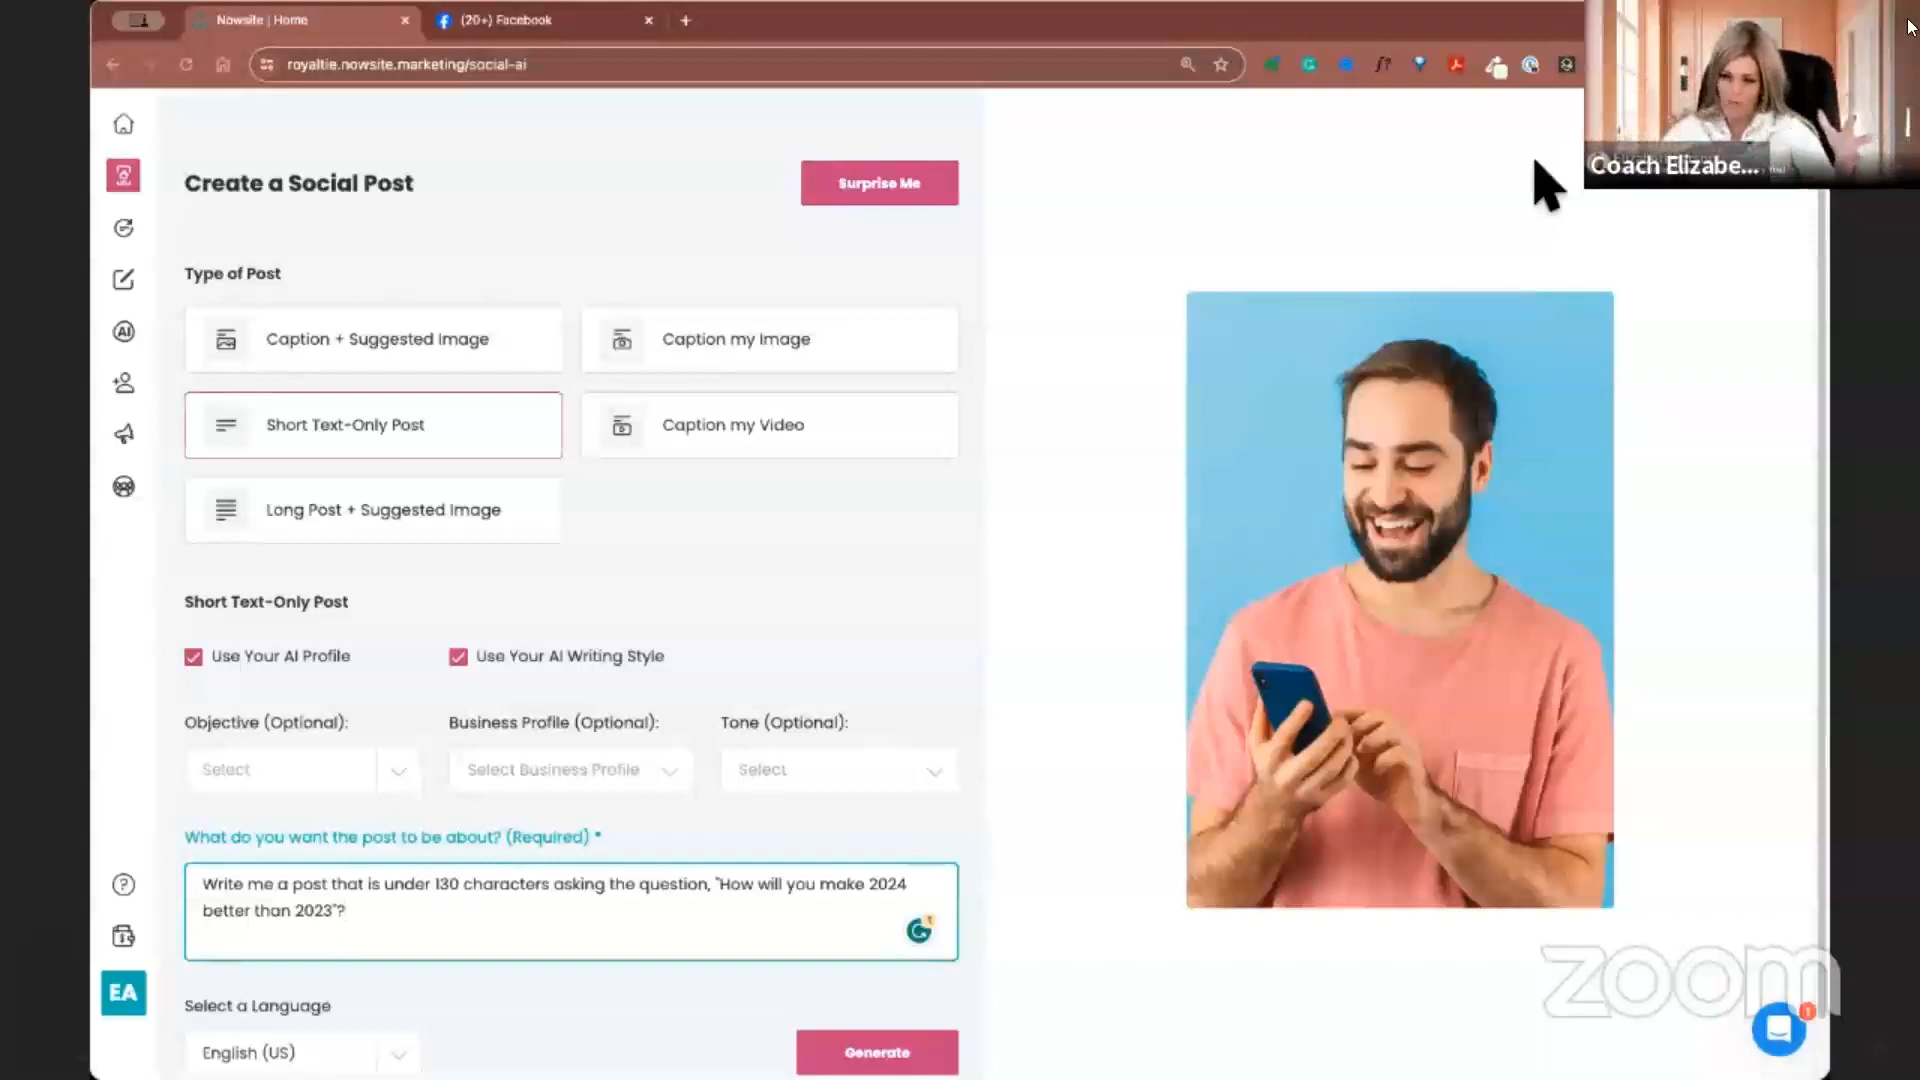 Nowsite | Home
(20+) Facebook
royaltie.nowsite.marketing/social-ai
Coach Elizabe...
Create a Social Post
Surprise Me
Type of Post
Caption + Suggested Image
Caption my Image
Short Text-Only Post
Caption my Video
Long Post + Suggested Image
Short Text-Only Post
Use Your AI Profile
Use Your AI Writing Style
Objective (Optional):
Business Profile (Optional):
Tone (Optional):
Select
Select Business Profile
Select
What do you want the post to be about? (Required) *
Write me a post that is under 130 characters asking the question, "How will you make 2024
better than 2023"?
Select a Language
English (US)
Generate
AI
EA
zoom
1